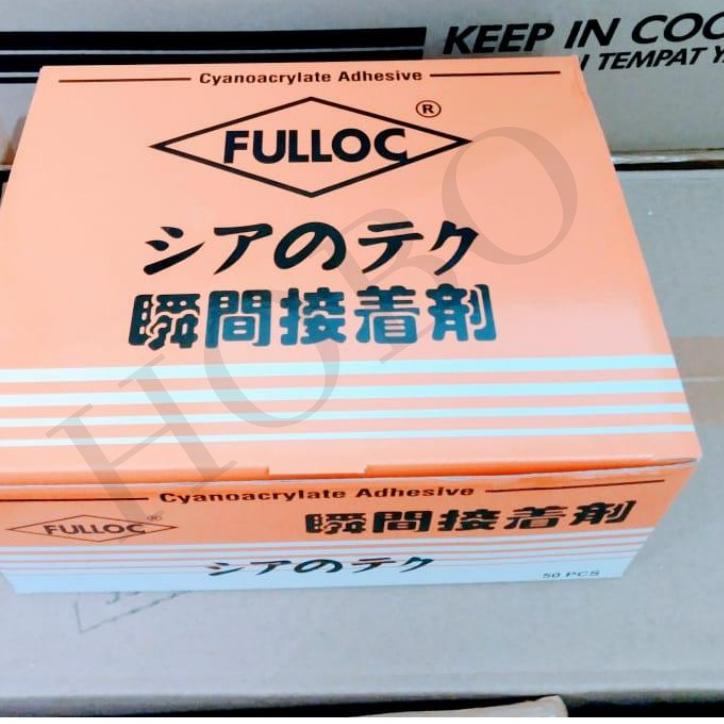 KEEP IN COO
TEMPAT Y
Cyanoacrylate Adhesive
FULLOC®
シアのテク
瞬間接着剤
HOBO
Cyanoacrylate Adhesive
FULLOC®
瞬間接着剤
シアのテク
50 PCS